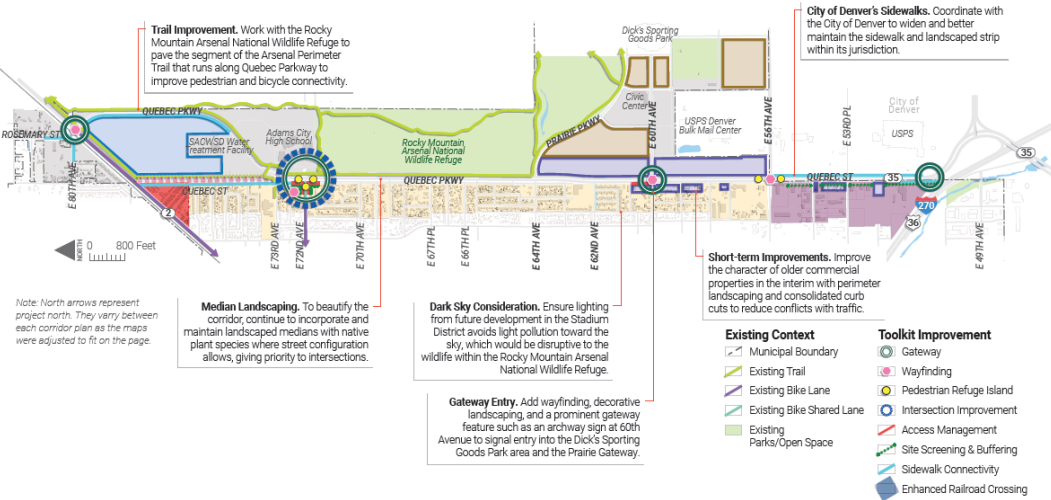 Trail Improvement. Work with the Rocky
Mountain Arsenal National Wildlife Refuge to
pave the segment of the Arsenal Perimeter
Trail that runs along Quebec Parkway to
improve pedestrian and bicycle connectivity.
City of Denver's Sidewalks. Coordinate with
the City of Denver to widen and better
maintain the sidewalk and landscaped strip
within its jurisdiction.
Dick's Sporting
Goods Park
QUEBEC PKWY
ROSEMARY ST
SACWSD Water
Treatment Facility
Adams City
High School
Rocky Mountain
Arsenal National
Wildlife Refuge
PRAIRIE PKWY
Civic
Center
E 60TH AVE
USPS Denver
Bulk Mail Center
E 56TH AVE
E 53RD PL
City of
Denver
USPS
35
E 80TH AVE
QUEBEC ST
QUEBEC PKWY
QUEBEC ST
35
270
36
2
NORTH
0 800 Feet
E 73RD AVE
E 72ND AVE
E 70TH AVE
E 67TH PL
E 66TH PL
E 64TH AVE
E 62ND AVE
E 49TH AVE
Note: North arrows represent
project north. They vary between
each corridor plan as the maps
were adjusted to fit on the page.
Median Landscaping. To beautify the
corridor, continue to incorporate and
maintain landscaped medians with native
plant species where street configuration
allows, giving priority to intersections.
Dark Sky Consideration. Ensure lighting
from future development in the Stadium
District avoids light pollution toward the
sky, which would be disruptive to the
wildlife within the Rocky Mountain Arsenal
National Wildlife Refuge.
Gateway Entry. Add wayfinding, decorative
landscaping, and a prominent gateway
feature such as an archway sign at 60th
Avenue to signal entry into the Dick's Sporting
Goods Park area and the Prairie Gateway.
Short-term Improvements. Improve
the character of older commercial
properties in the interim with perimeter
landscaping and consolidated curb
cuts to reduce conflicts with traffic.
Existing Context
Municipal Boundary
Existing Trail
Existing Bike Lane
Existing Bike Shared Lane
Existing
Parks/Open Space
Toolkit Improvement
Gateway
Wayfinding
Pedestrian Refuge Island
Intersection Improvement
Access Management
Site Screening & Buffering
Sidewalk Connectivity
Enhanced Railroad Crossing